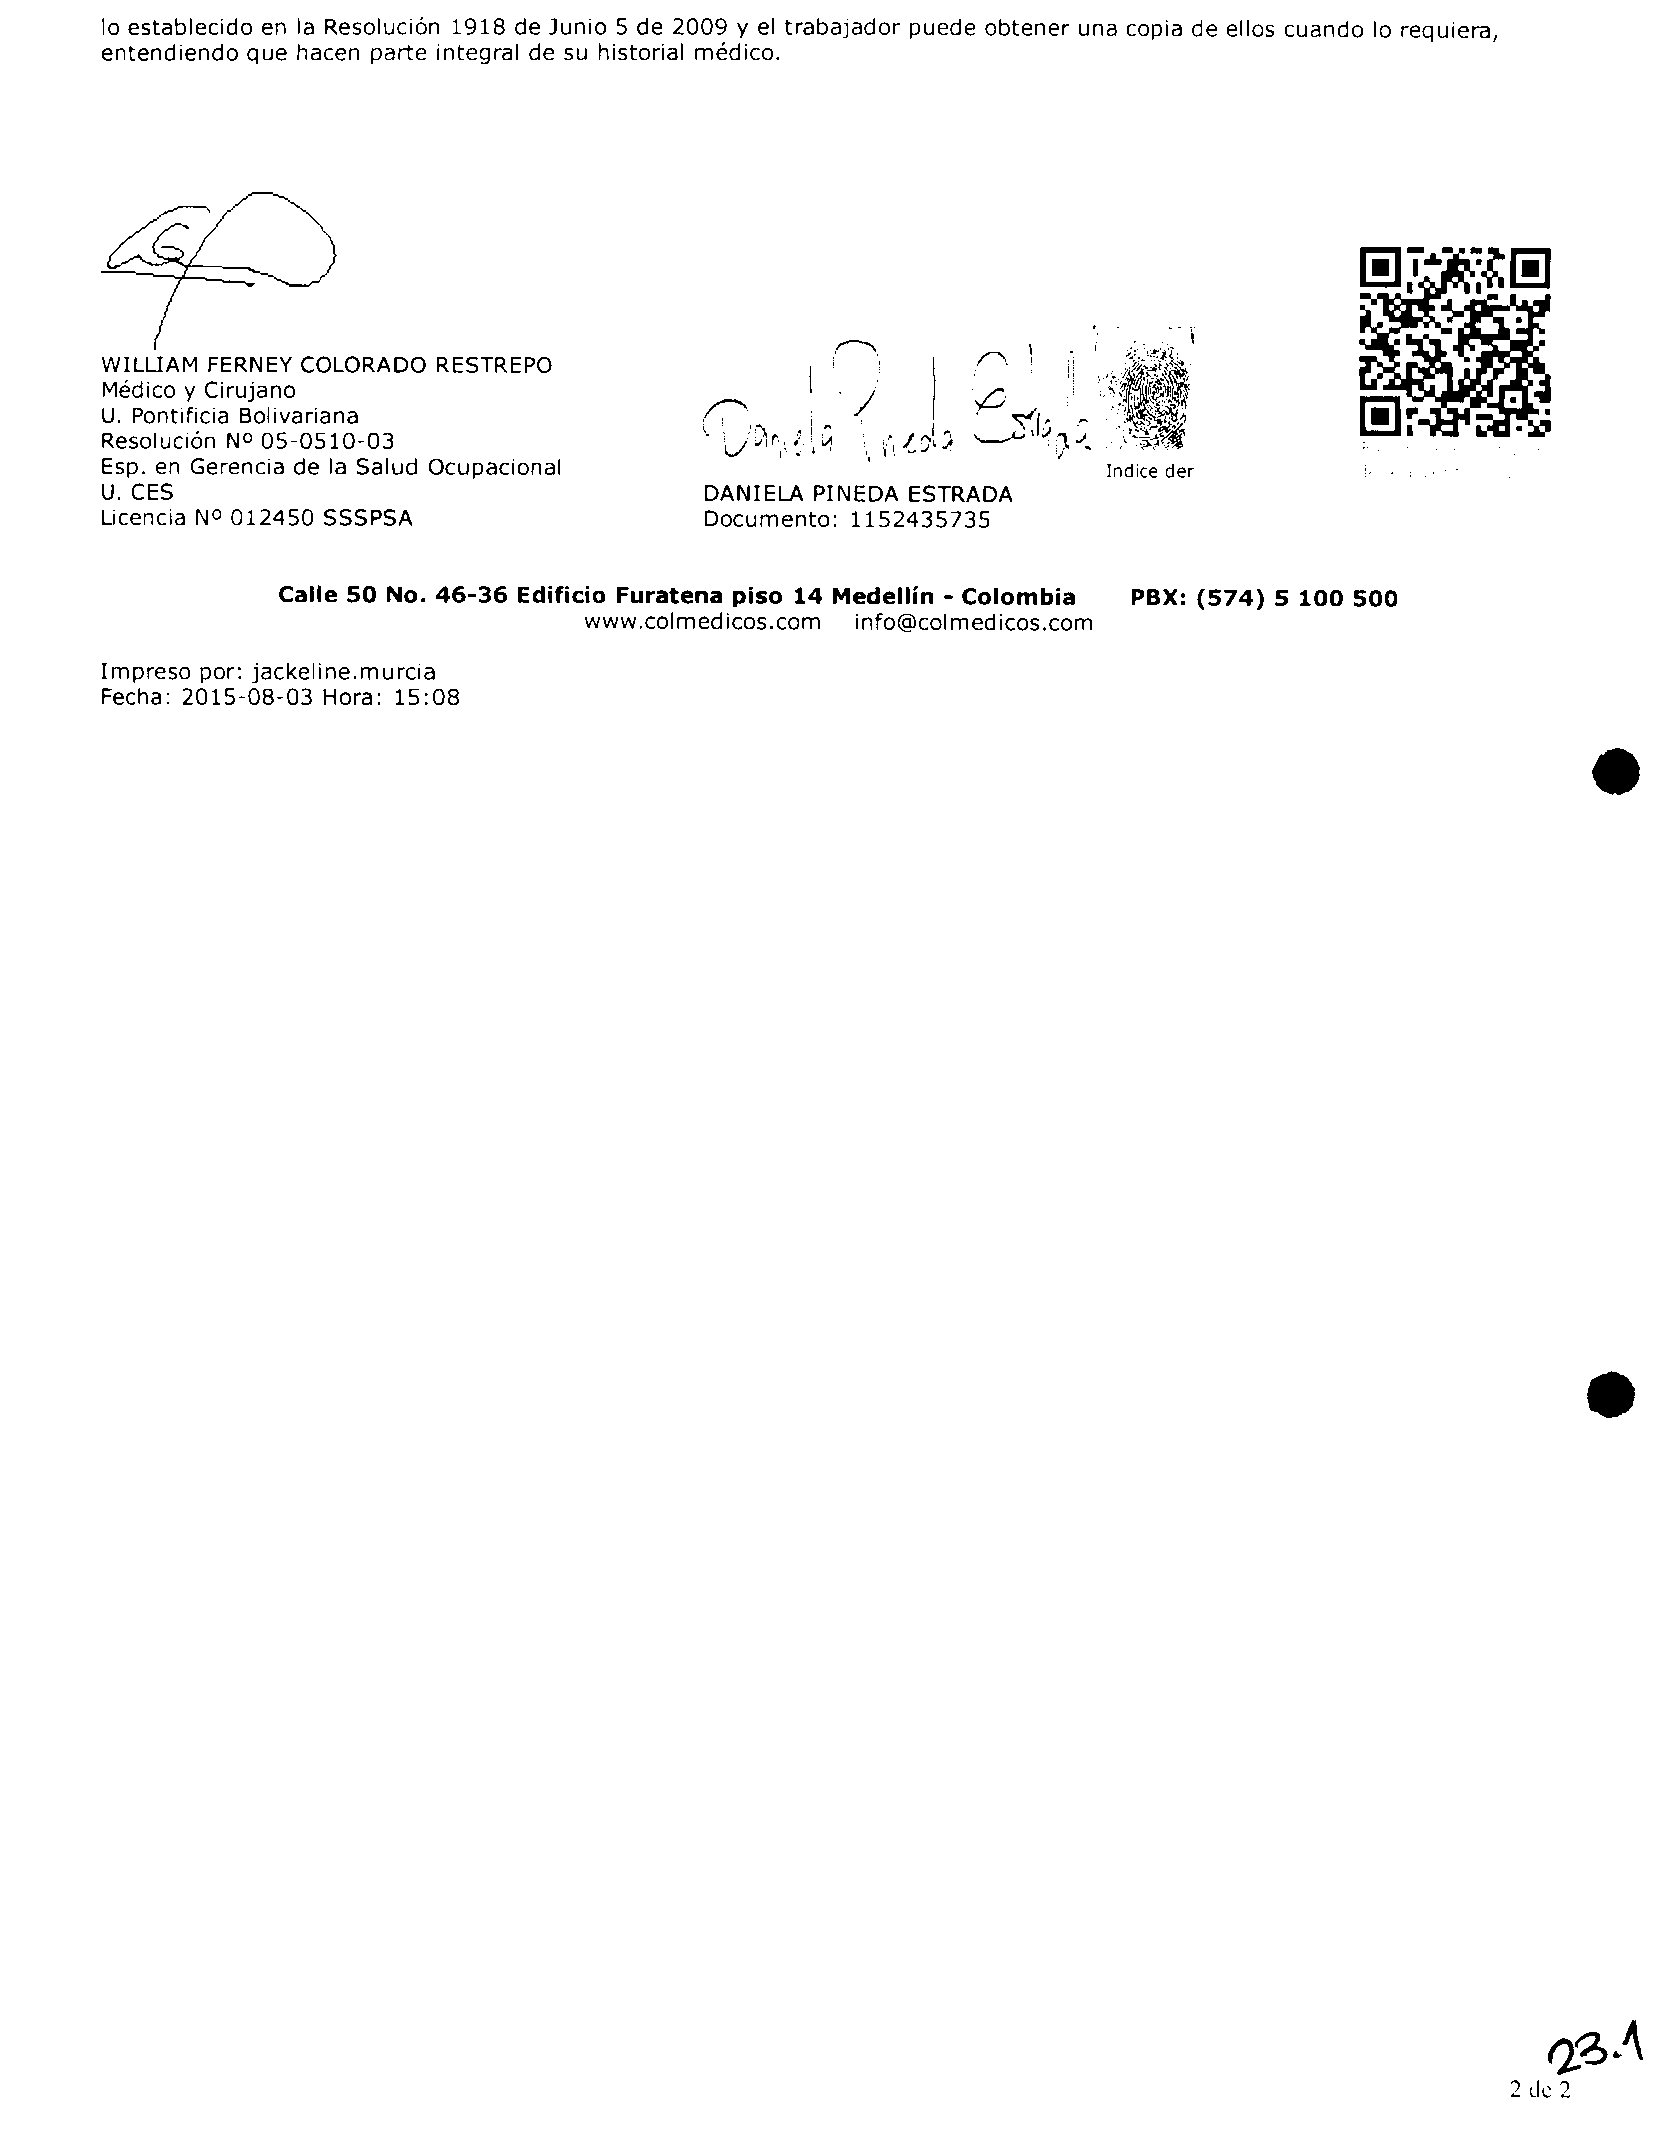 lo establecido en la Resolución 1918 de Junio 5 de 2009 y el trabajador puede obtener una copia de ellos cuando lo requiera,
entendiendo que hacen parte integral de su historial médico.
WILLIAM FERNEY COLORADO RESTREPO
Médico y Cirujano
U. Pontificia Bolivariana
Resolución Nº 05-0510-03
Esp. en Gerencia de la Salud Ocupacional
U. CES
Licencia Nº 012450 SSSPSA
Daniela Pineda Estrada
Indice der
DANIELA PINEDA ESTRADA
Documento: 1152435735
Calle 50 No. 46-36 Edificio Furatena piso 14 Medellín - Colombia PBX: (574) 5 100 500
www.colmedicos.com info@colmedicos.com
Impreso por: jackeline.murcia
Fecha: 2015-08-03 Hora: 15:08
23.1
2 de 2